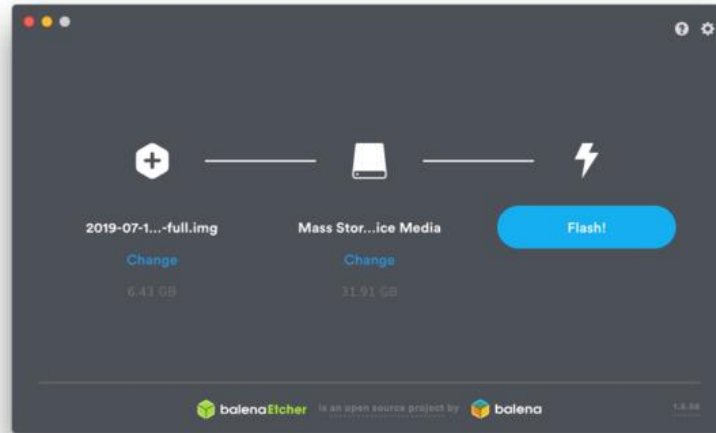 2019-07-1...-full.img
Mass Stor...ice Media
Flash!
Change
Change
6.43 GB
31.91 GB
balenaEtcher is an open source project by balena